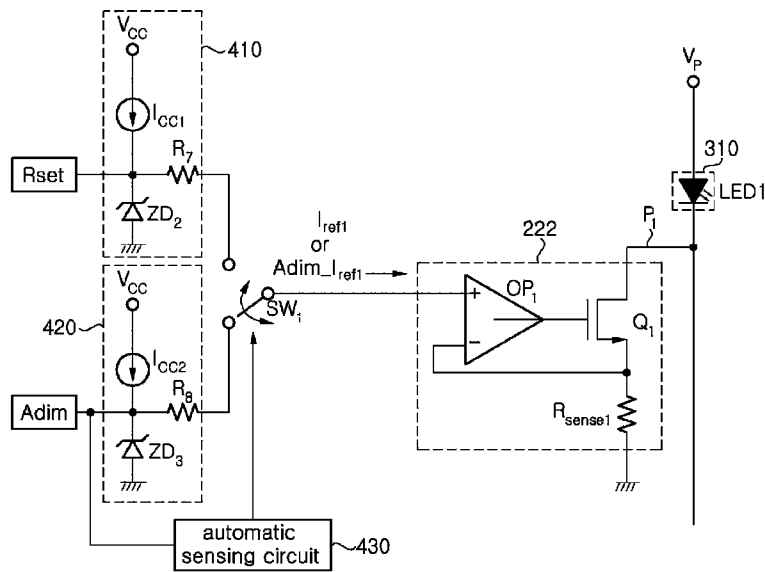 V_CC
410
I_CC1
R_7
Rset
ZD_2
V_P
310
LED1
P_1
I_ref1
or
Adim_I_ref1
222
OP_1
+
-
Q_1
R_sense1
SW_1
V_CC
420
I_CC2
R_8
Adim
ZD_3
automatic
sensing circuit
430